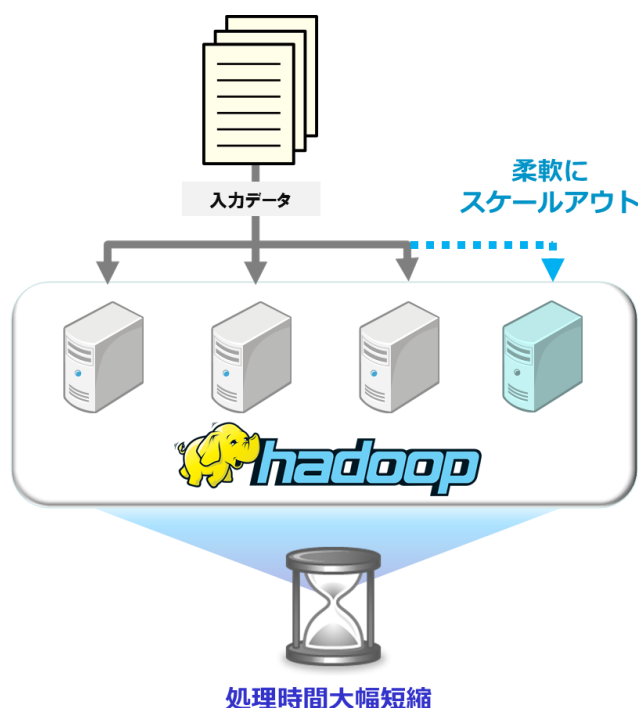 入力データ
柔軟に
スケールアウト
hadoop
処理時間大幅短縮